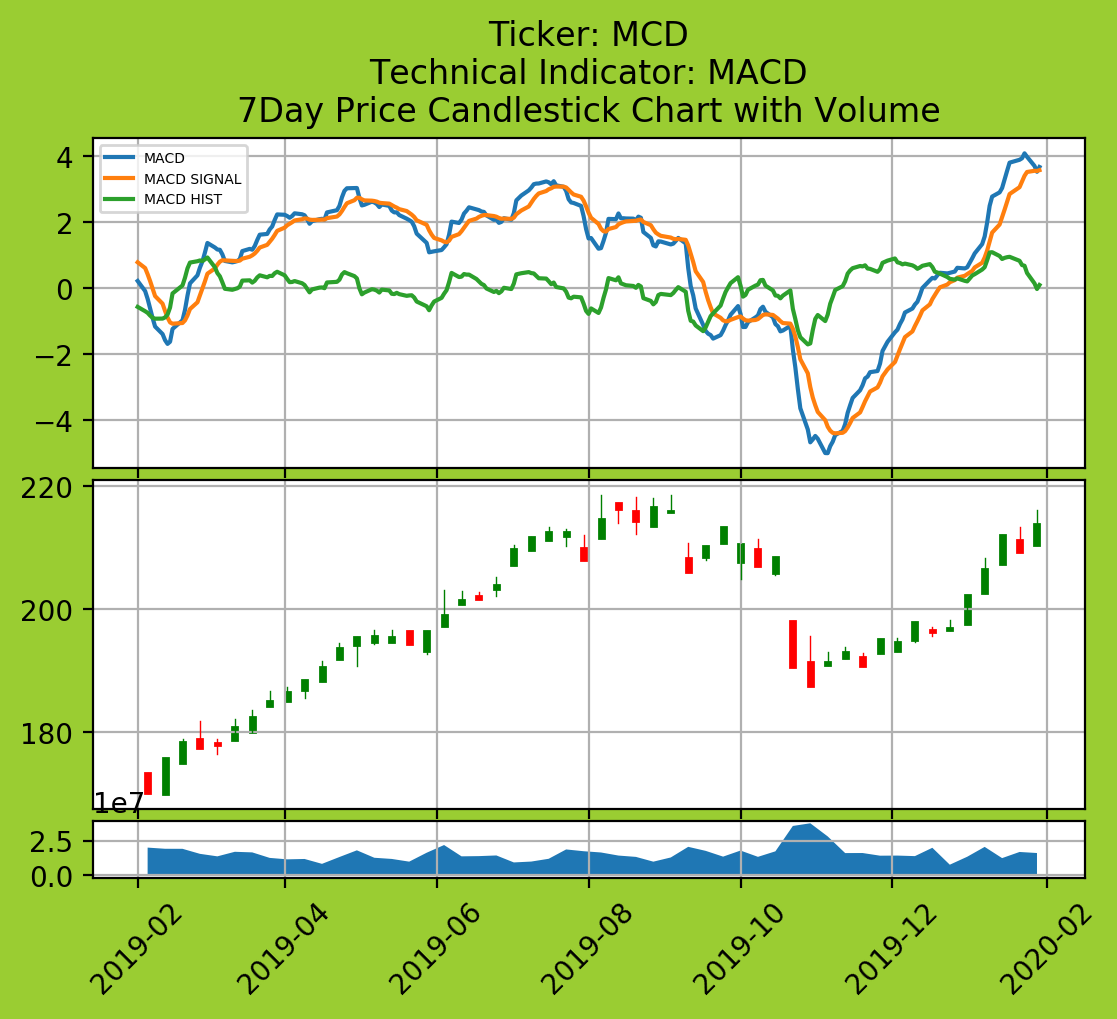 Ticker: MCD
Technical Indicator: MACD
7Day Price Candlestick Chart with Volume
4
2
0
−2
−4
MACD
MACD SIGNAL
MACD HIST
220
200
180
1e7
2.5
0.0
2019-02
2019-04
2019-06
2019-08
2019-10
2019-12
2020-02